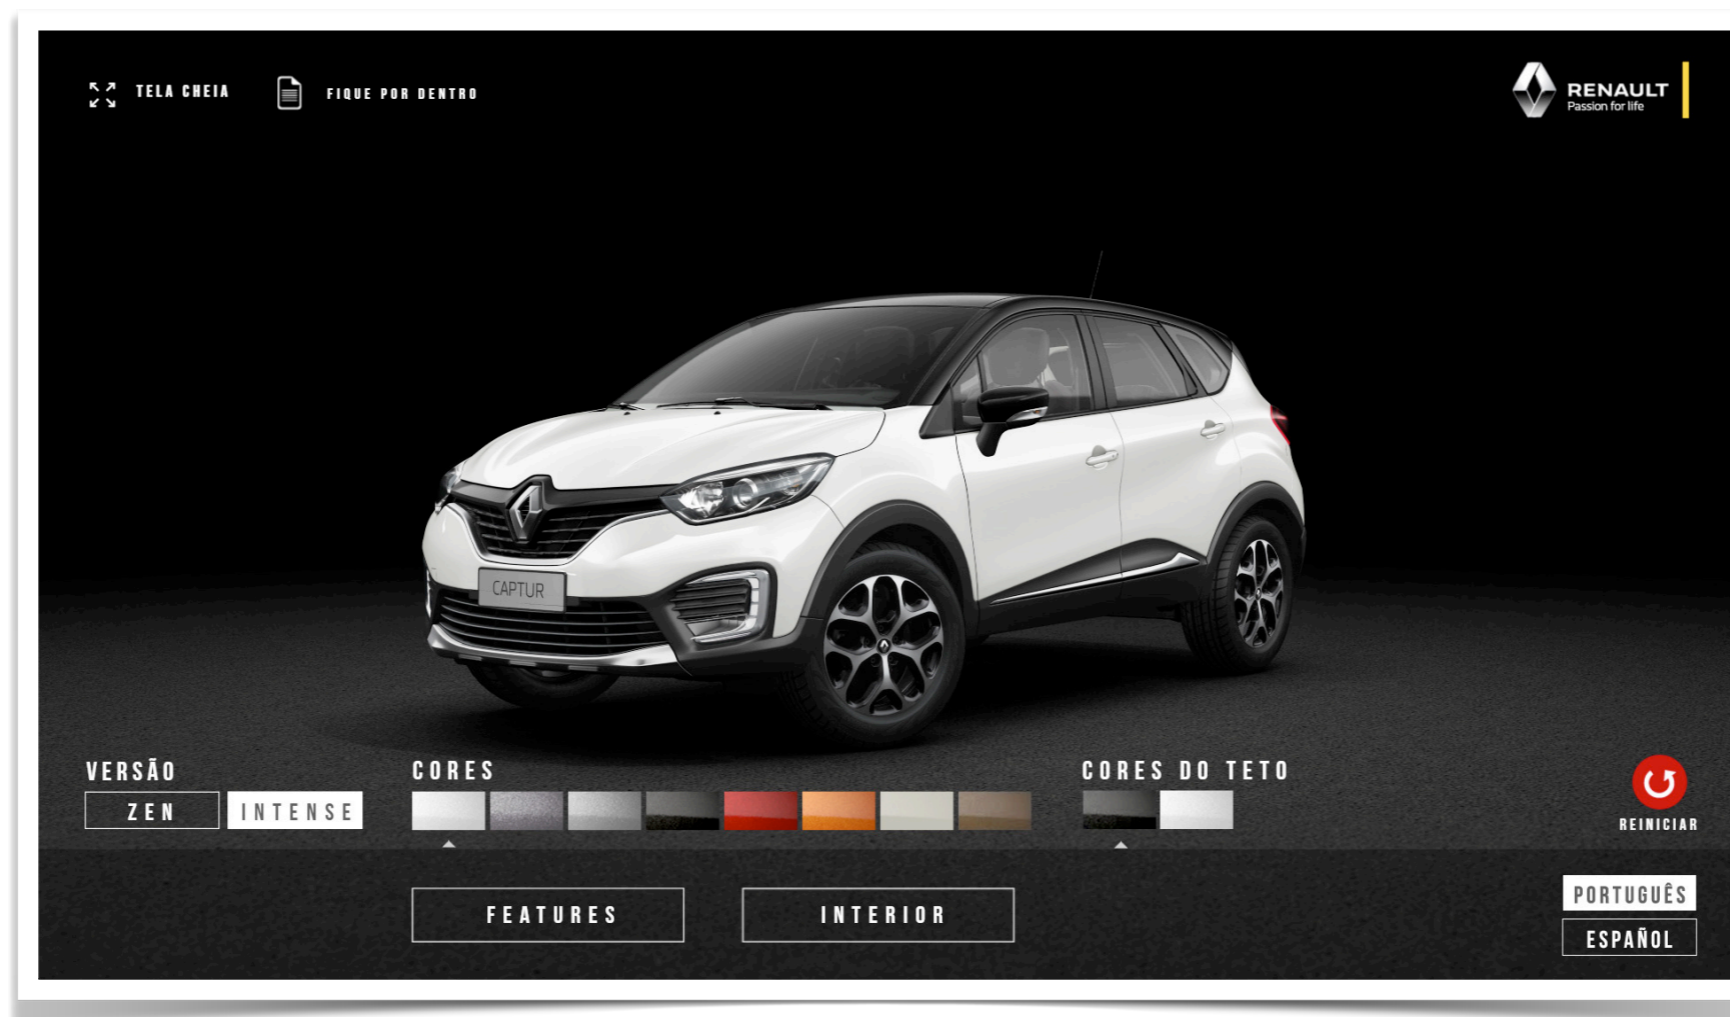 TELA CHEIA
FIQUE POR DENTRO
RENAULT
Passion for life
CAPTUR
VERSÃO
ZEN
INTENSE
CORES
CORES DO TETO
REINICIAR
FEATURES
INTERIOR
PORTUGUÊS
ESPAÑOL